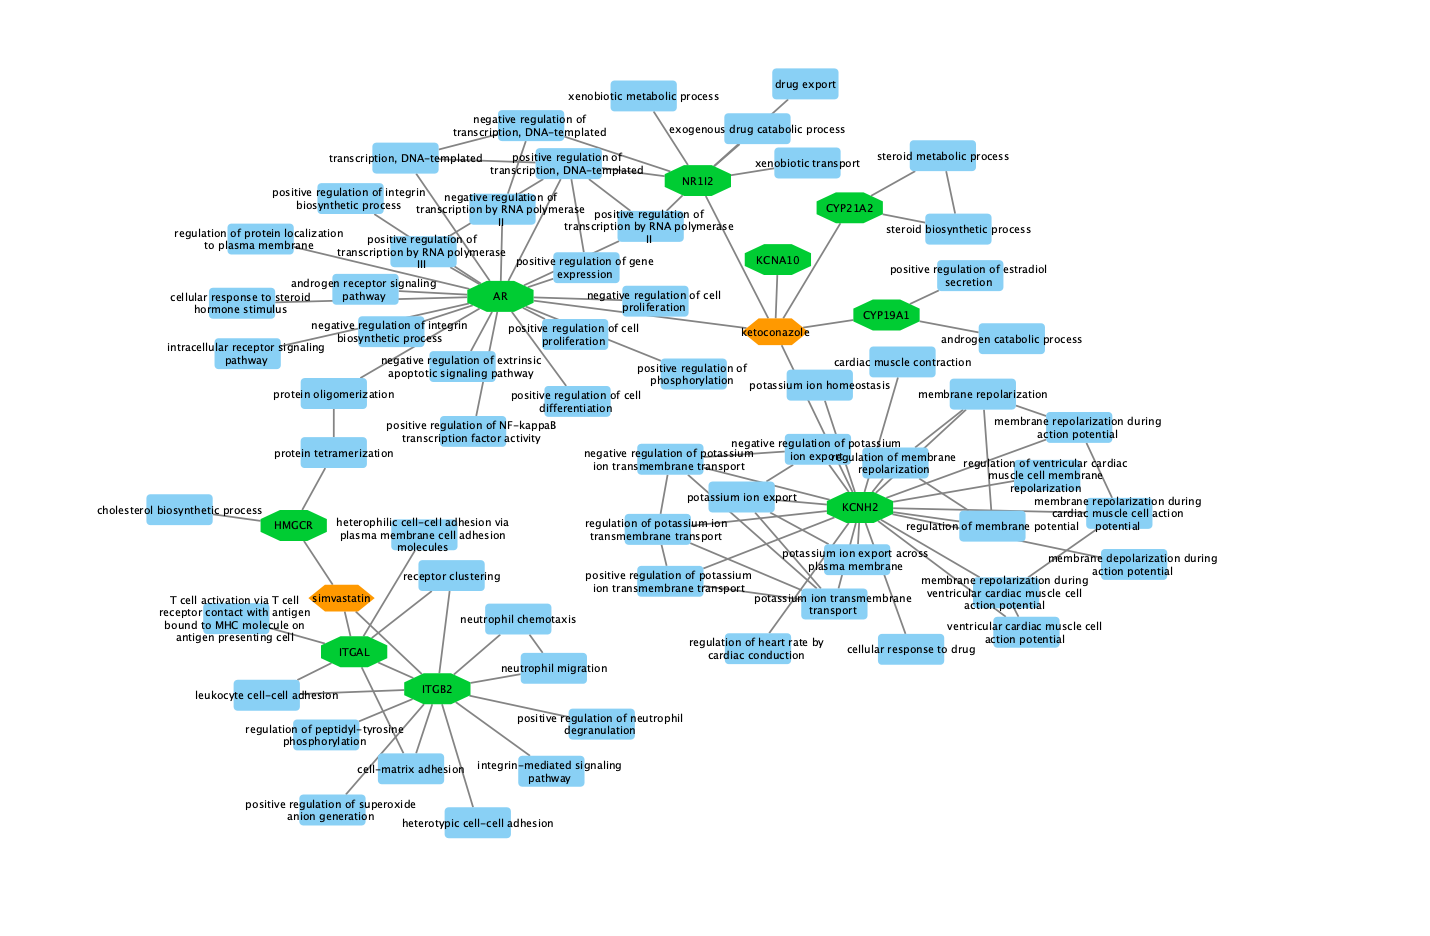 drug export
xenobiotic metabolic process
negative regulation of
transcription, DNA-templated
exogenous drug catabolic process
transcription, DNA-templated
positive regulation of
transcription, DNA-templated
xenobiotic transport
steroid metabolic process
NR1I2
positive regulation of integrin
biosynthetic process
negative regulation of
transcription by RNA polymerase
II
CYP21A2
positive regulation of
transcription by RNA polymerase
II
steroid biosynthetic process
regulation of protein localization
to plasma membrane
positive regulation of
transcription by RNA polymerase
III
KCNA10
positive regulation of gene
expression
positive regulation of estradiol
secretion
androgen receptor signaling
pathway
AR
cellular response to steroid
hormone stimulus
negative regulation of cell
proliferation
CYP19A1
negative regulation of integrin
biosynthetic process
positive regulation of cell
proliferation
ketoconazole
androgen catabolic process
intracellular receptor signaling
pathway
negative regulation of extrinsic
apoptotic signaling pathway
positive regulation of
phosphorylation
cardiac muscle contraction
potassium ion homeostasis
protein oligomerization
positive regulation of cell
differentiation
membrane repolarization
positive regulation of NF-kappaB
transcription factor activity
membrane repolarization during
action potential
protein tetramerization
negative regulation of potassium
ion transmembrane transport
negative regulation of potassium
ion export
regulation of membrane
repolarization
regulation of ventricular cardiac
muscle cell membrane
repolarization
potassium ion export
KCNH2
membrane repolarization during
cardiac muscle cell action
potential
cholesterol biosynthetic process
HMGCR
heterophilic cell-cell adhesion via
plasma membrane cell adhesion
molecules
regulation of potassium ion
transmembrane transport
regulation of membrane potential
potassium ion export across
plasma membrane
membrane depolarization during
action potential
receptor clustering
positive regulation of potassium
ion transmembrane transport
membrane repolarization during
ventricular cardiac muscle cell
action potential
simvastatin
potassium ion transmembrane
transport
T cell activation via T cell
receptor contact with antigen
bound to MHC molecule on
antigen presenting cell
neutrophil chemotaxis
ventricular cardiac muscle cell
action potential
ITGAL
regulation of heart rate by
cardiac conduction
cellular response to drug
neutrophil migration
leukocyte cell-cell adhesion
ITGB2
regulation of peptidyl-tyrosine
phosphorylation
positive regulation of neutrophil
degranulation
cell-matrix adhesion
integrin-mediated signaling
pathway
positive regulation of superoxide
anion generation
heterotypic cell-cell adhesion